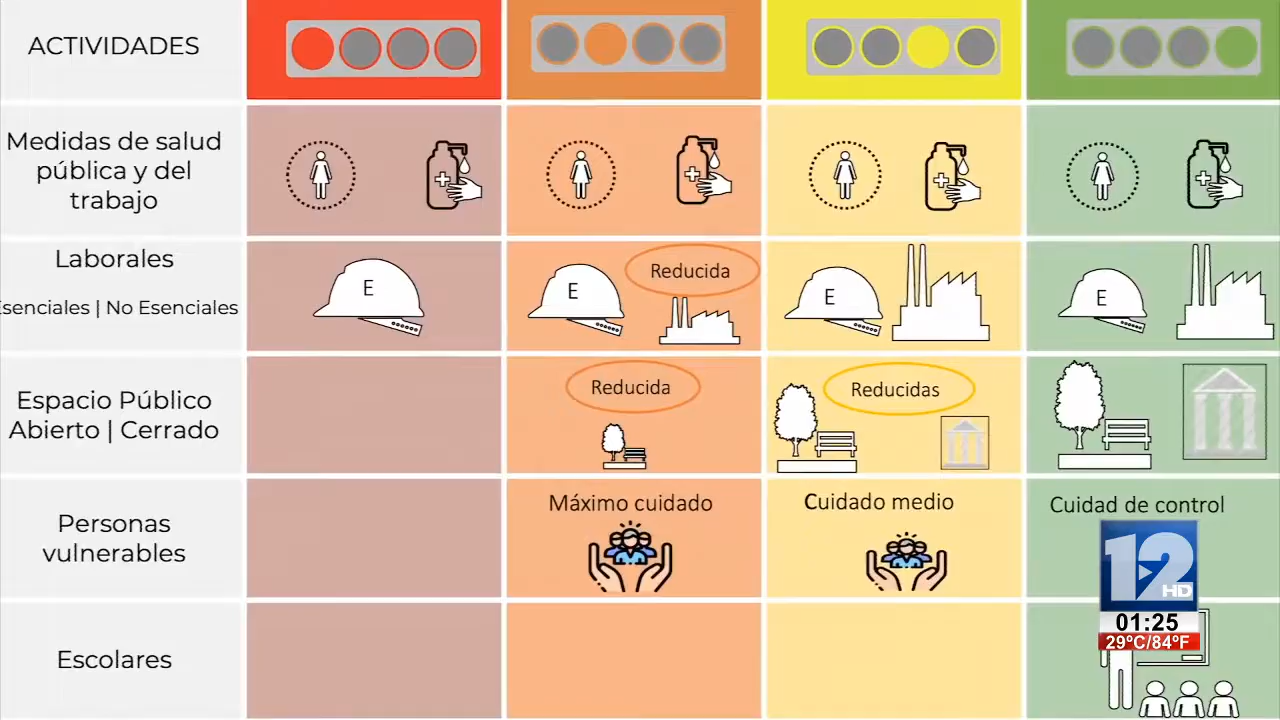 ACTIVIDADES
Medidas de salud
pública y del
trabajo
Laborales
Esenciales | No Esenciales
E
E
Reducida
E
E
Espacio Público
Abierto | Cerrado
Reducida
Reducidas
Personas
vulnerables
Máximo cuidado
Cuidado medio
Cuidad de control
Escolares
12
HD
01:25
29°C/84°F